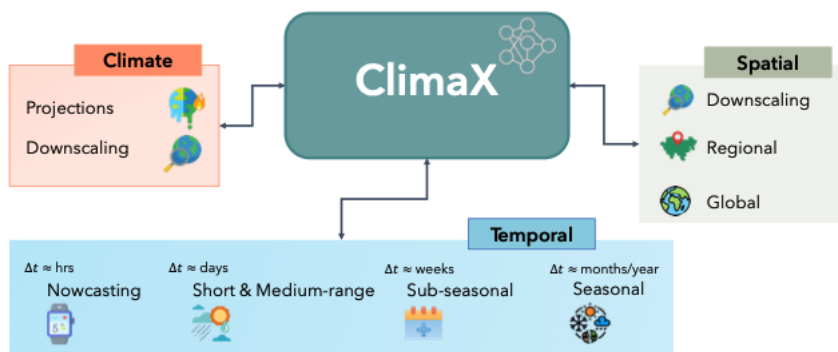 ClimaX
Climate
Projections
Downscaling
Spatial
Downscaling
Regional
Global
Temporal
Δt ≈ hrs
Nowcasting
Δt ≈ days
Short & Medium-range
Δt ≈ weeks
Sub-seasonal
Δt ≈ months/year
Seasonal